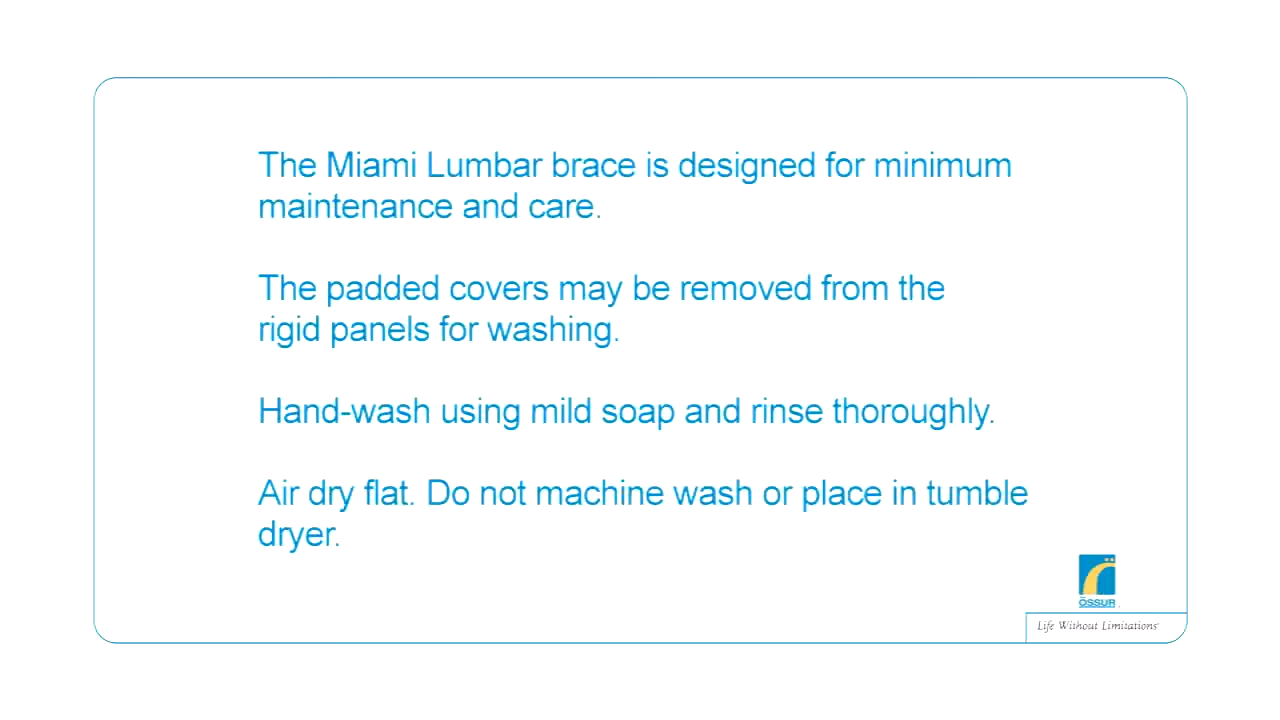 The Miami Lumbar brace is designed for minimum
maintenance and care.
The padded covers may be removed from the
rigid panels for washing.
Hand-wash using mild soap and rinse thoroughly.
Air dry flat. Do not machine wash or place in tumble
dryer.
ÖSSUR
Life Without Limitations